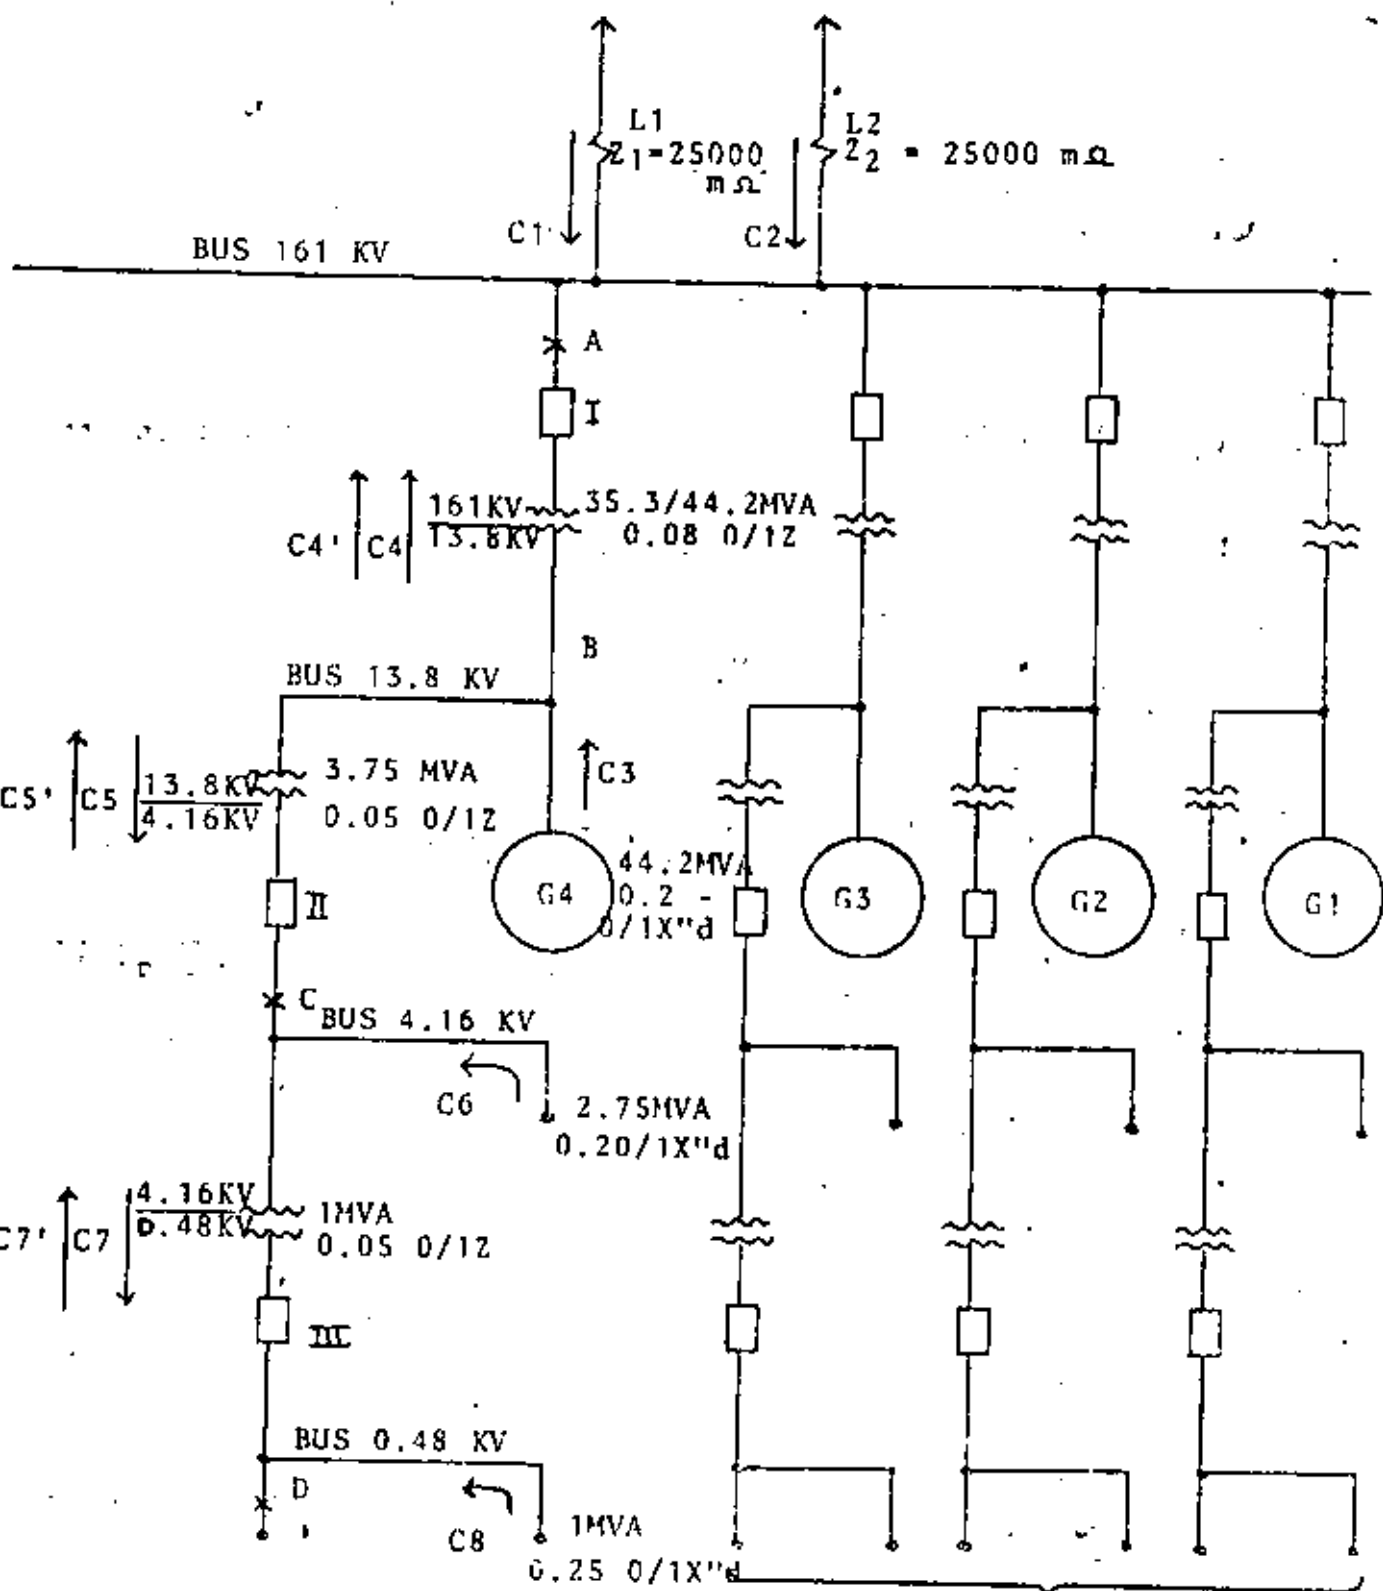 L1
Z1=25000
mΩ
L2
Z2 = 25000 mΩ
C1
C2
BUS 161 KV
A
I
161KV
13.8KV
35.3/44.2MVA
0.08 0/1Z
C4'
C4
B
BUS 13.8 KV
C5'
C5
13.8KV
4.16KV
3.75 MVA
0.05 0/1Z
C3
44.2MVA
0.2 -
0/1X"d
G4
G3
G2
G1
II
C
BUS 4.16 KV
C6
2.75MVA
0.20/1X"d
C7'
C7
4.16KV
0.48KV
1MVA
0.05 0/1Z
III
BUS 0.48 KV
D
C8
1MVA
0.25 0/1X"d